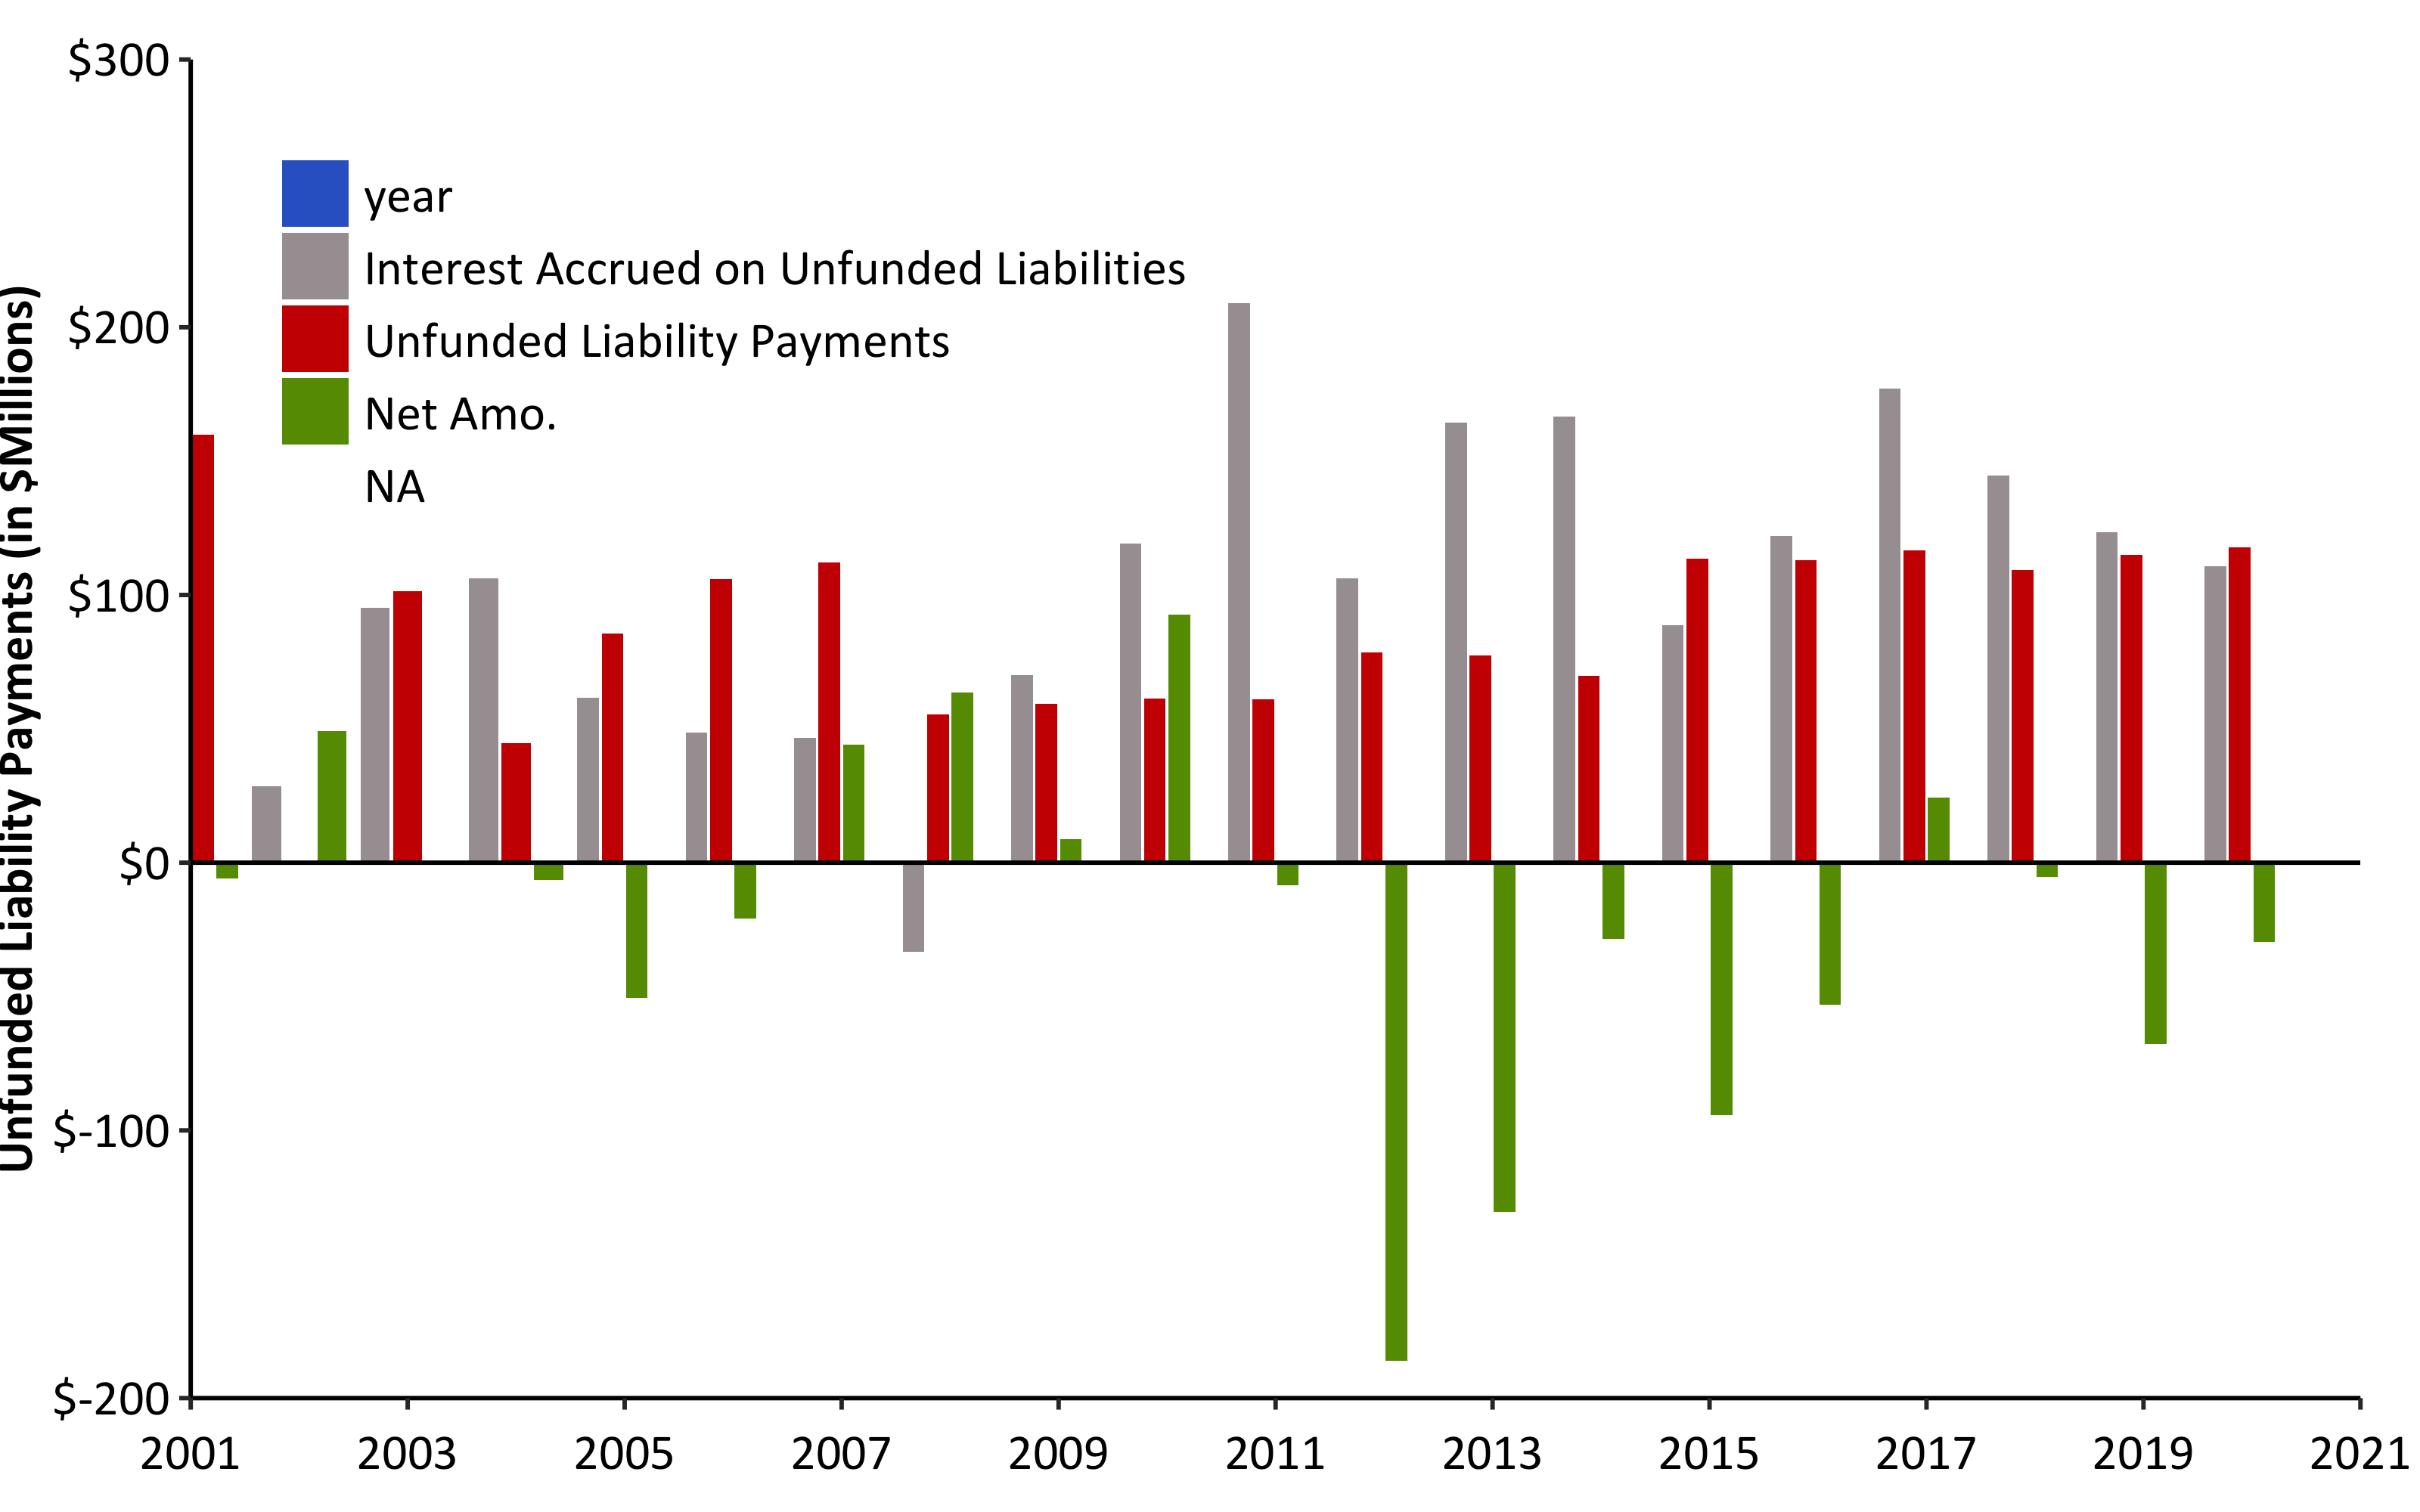 $300
$200
$100
$0
$-100
$-200
Unfunded Liability Payments (in $Millions)
year
Interest Accrued on Unfunded Liabilities
Unfunded Liability Payments
Net Amo.
NA
2001 2003 2005 2007 2009 2011 2013 2015 2017 2019 2021